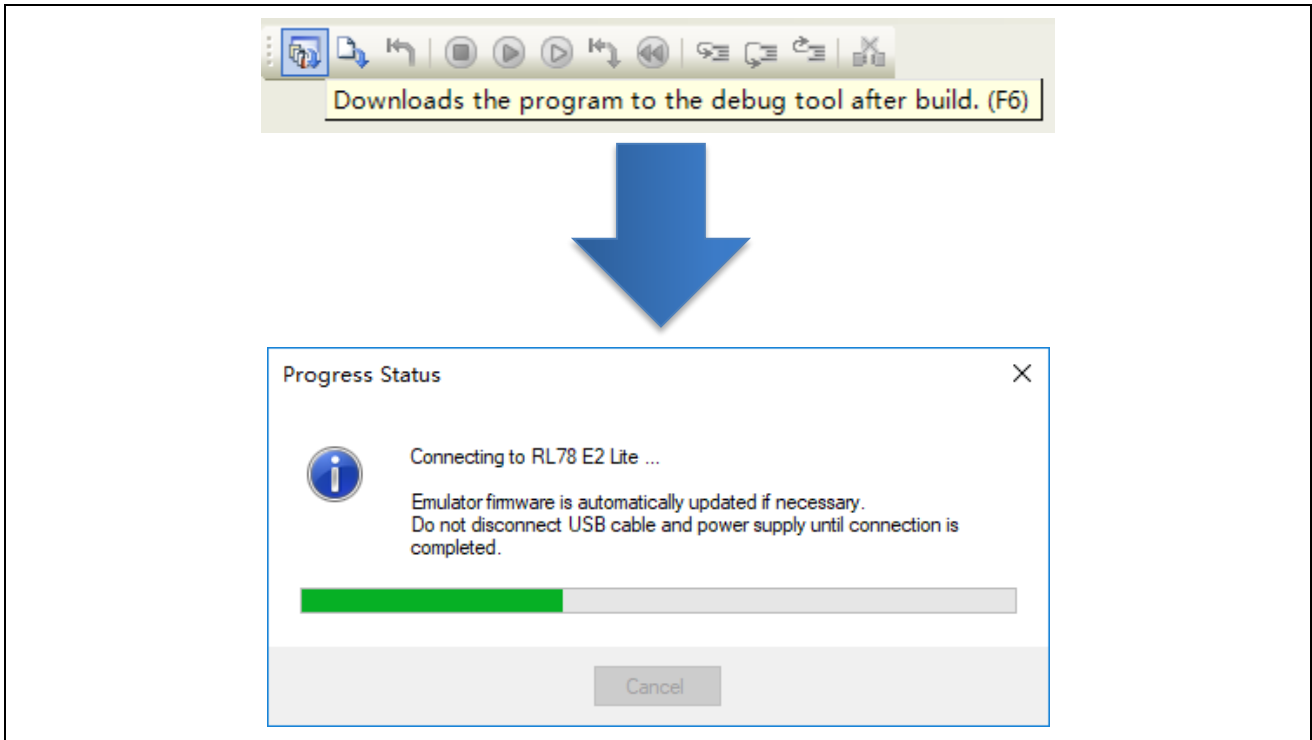 Downloads the program to the debug tool after build. (F6)
Progress Status
Connecting to RL78 E2 Lite ...
Emulator firmware is automatically updated if necessary.
Do not disconnect USB cable and power supply until connection is
completed.
Cancel